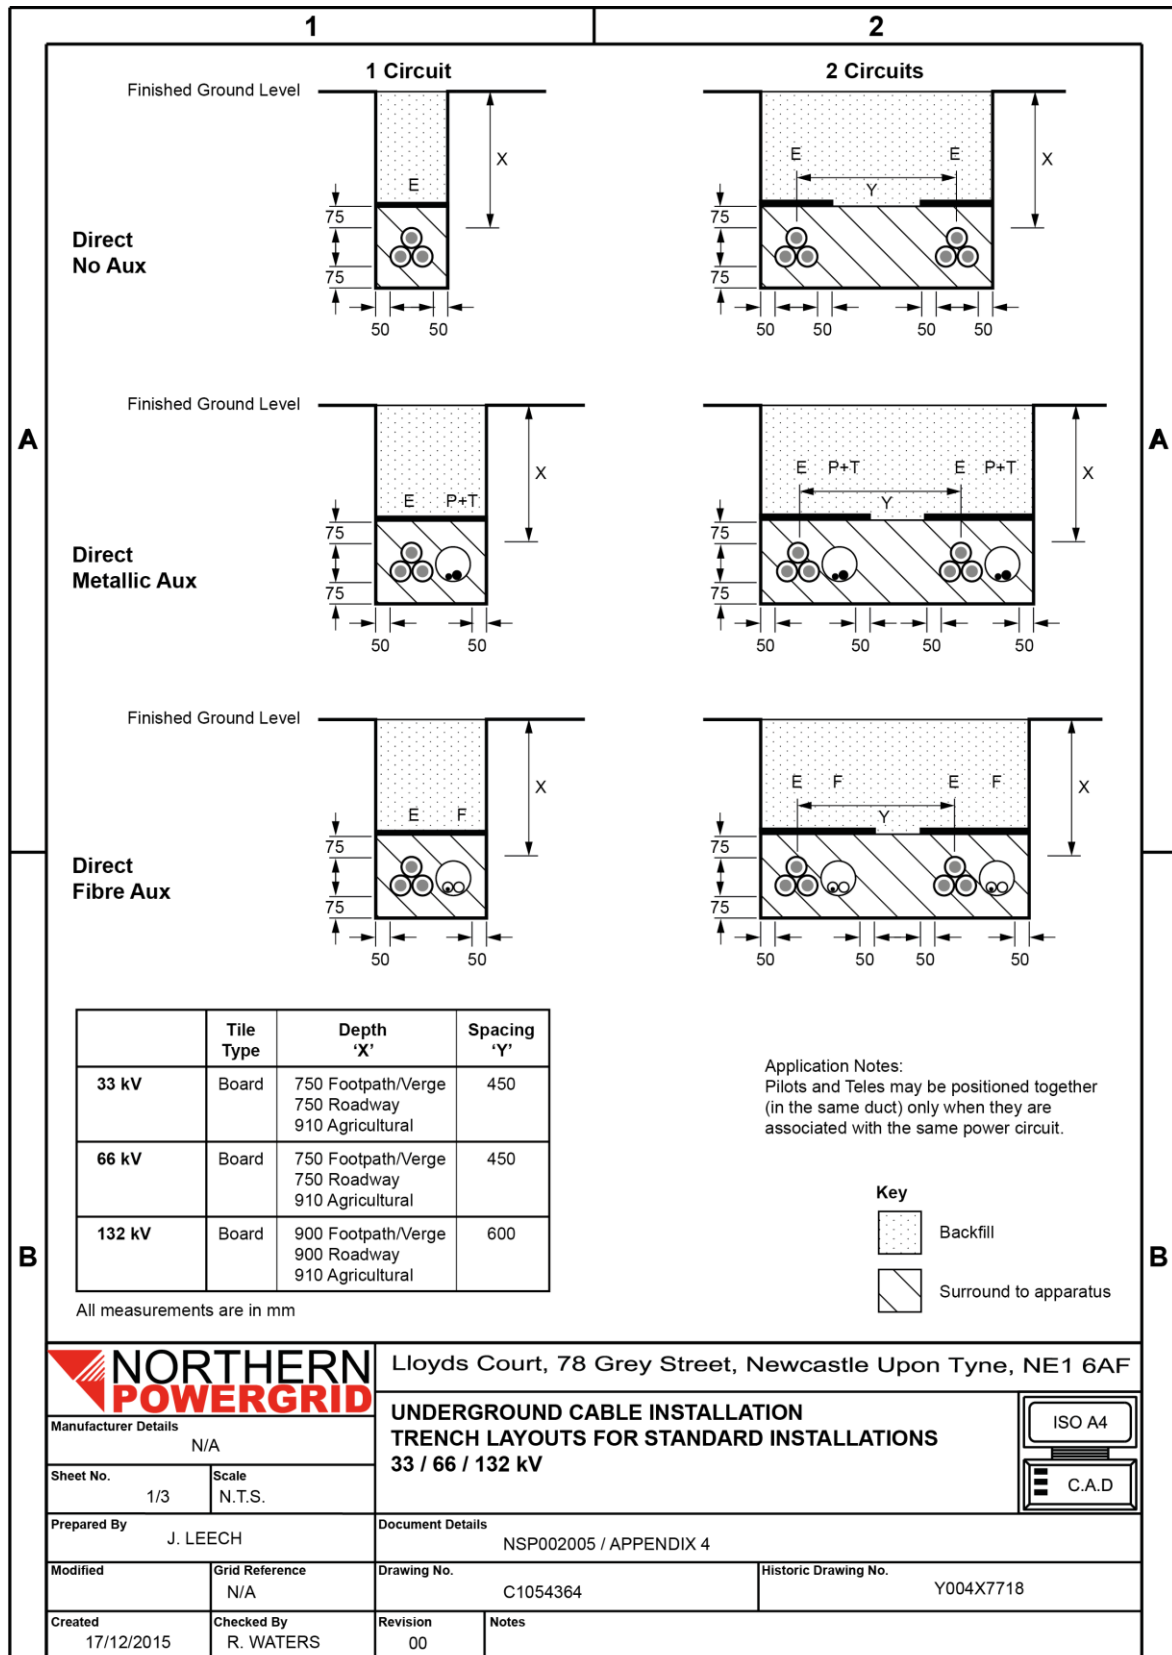 1
2
1 Circuit
2 Circuits
Finished Ground Level
X
X
E
E
E
Y
75
75
Direct
No Aux
75
75
50
50
50
50
50
50
Finished Ground Level
A
A
X
X
E
P+T
E
P+T
E
P+T
Y
75
75
Direct
Metallic Aux
75
75
50
50
50
50
50
50
Finished Ground Level
X
X
E
F
E
F
E
F
Y
75
75
Direct
Fibre Aux
75
75
50
50
50
50
50
50
Tile Type
Depth 'X'
Spacing 'Y'
33 kV
Board
750 Footpath/Verge
450
750 Roadway
910 Agricultural
66 kV
Board
750 Footpath/Verge
450
750 Roadway
910 Agricultural
132 kV
Board
900 Footpath/Verge
600
900 Roadway
910 Agricultural
All measurements are in mm
Application Notes:
Pilots and Teles may be positioned together
(in the same duct) only when they are
associated with the same power circuit.
Key
Backfill
Surround to apparatus
B
B
NORTHERN
POWERGRID
Lloyds Court, 78 Grey Street, Newcastle Upon Tyne, NE1 6AF
Manufacturer Details
N/A
UNDERGROUND CABLE INSTALLATION
TRENCH LAYOUTS FOR STANDARD INSTALLATIONS
33 / 66 / 132 kV
ISO A4
C.A.D
Sheet No.
1/3
Scale
N.T.S.
Prepared By
J. LEECH
Document Details
NSP002005 / APPENDIX 4
Modified
Grid Reference
N/A
Drawing No.
C1054364
Historic Drawing No.
Y004X7718
Created
17/12/2015
Checked By
R. WATERS
Revision
00
Notes